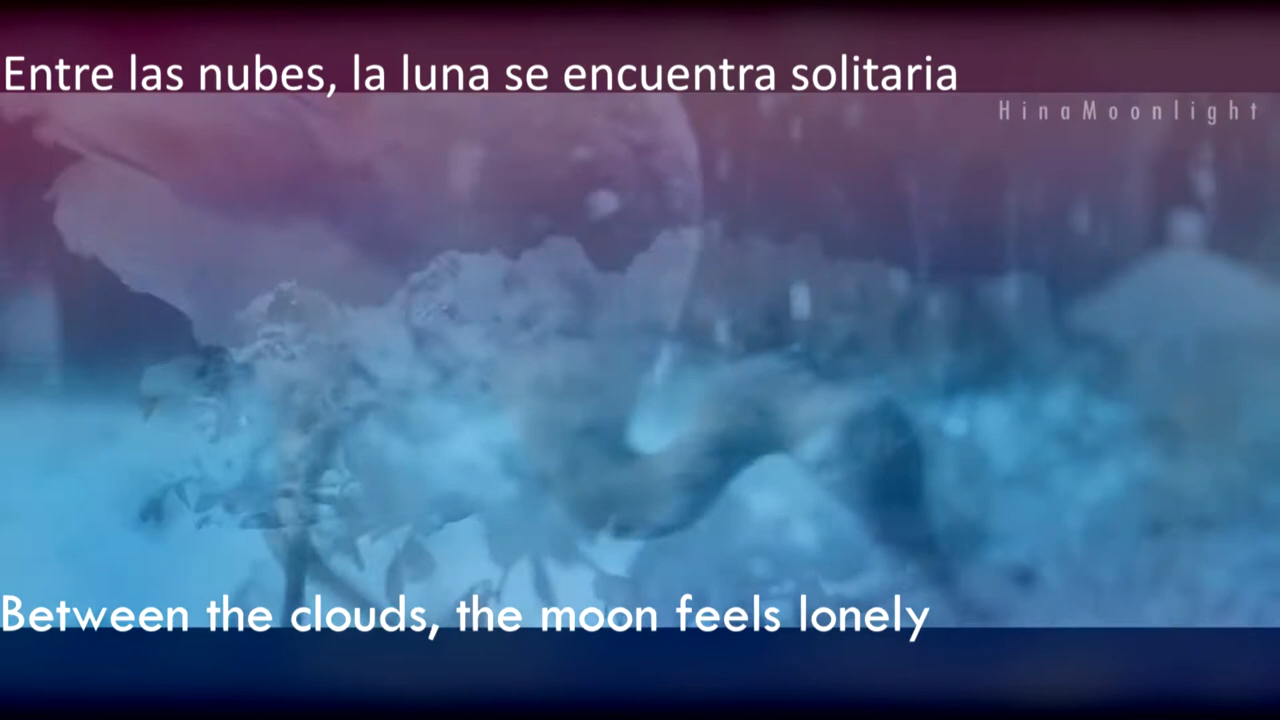 Entre las nubes, la luna se encuentra solitaria
HinaMoonlight
Between the clouds, the moon feels lonely